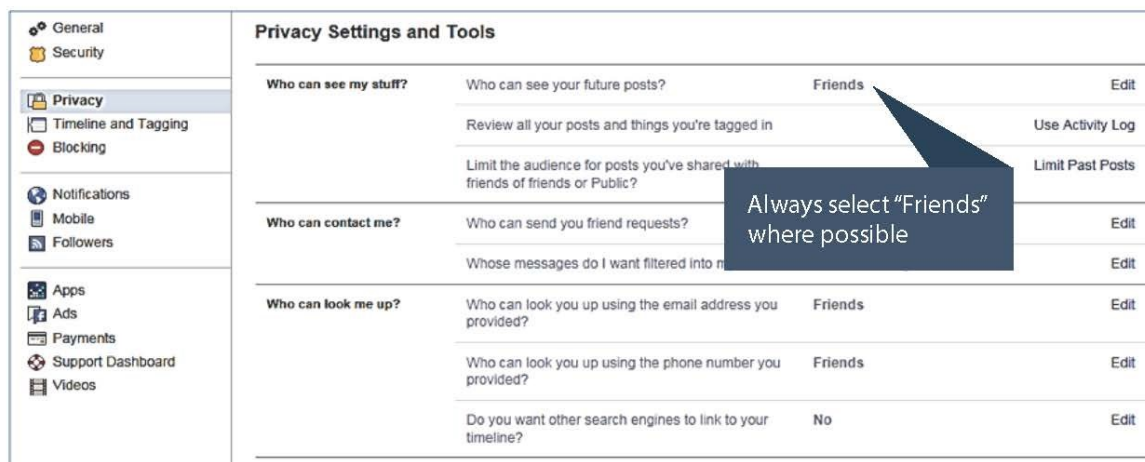 General
Security
Privacy
Timeline and Tagging
Blocking
Notifications
Mobile
Followers
Apps
Ads
Payments
Support Dashboard
Videos
Privacy Settings and Tools
Who can see my stuff?
Who can see your future posts?
Friends
Edit
Review all your posts and things you're tagged in
Use Activity Log
Limit the audience for posts you've shared with
friends of friends or Public?
Limit Past Posts
Always select "Friends"
where possible
Who can contact me?
Who can send you friend requests?
Edit
Whose messages do I want filtered into
Edit
Who can look me up?
Who can look you up using the email address you
provided?
Friends
Edit
Who can look you up using the phone number you
provided?
Friends
Edit
Do you want other search engines to link to your
timeline?
No
Edit